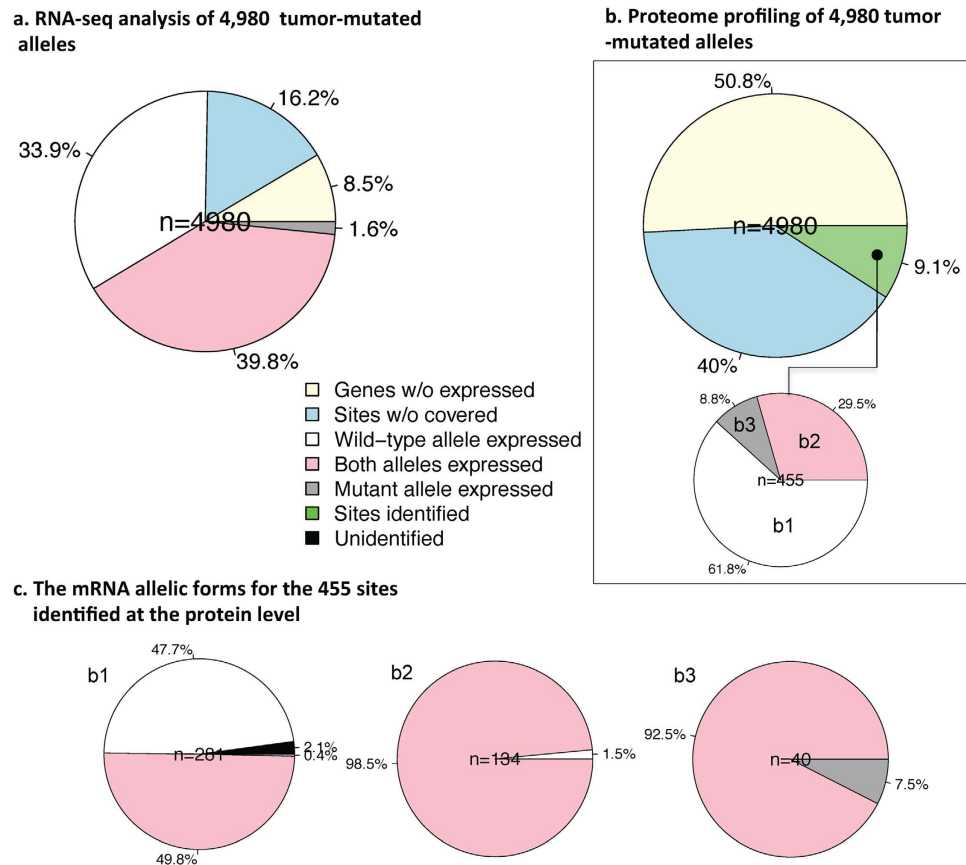 a. RNA-seq analysis of 4,980 tumor-mutated
alleles
b. Proteome profiling of 4,980 tumor
-mutated alleles
16.2%
33.9%
8.5%
n=4980
1.6%
39.8%
50.8%
n=4980
9.1%
40%
Genes w/o expressed
Sites w/o covered
Wild–type allele expressed
Both alleles expressed
Mutant allele expressed
Sites identified
Unidentified
8.8%
29.5%
b3
b2
n=455
b1
61.8%
c. The mRNA allelic forms for the 455 sites
identified at the protein level
b1
47.7%
2.1%
0.4%
n=281
49.8%
b2
98.5%
n=134
1.5%
b3
92.5%
n=40
7.5%